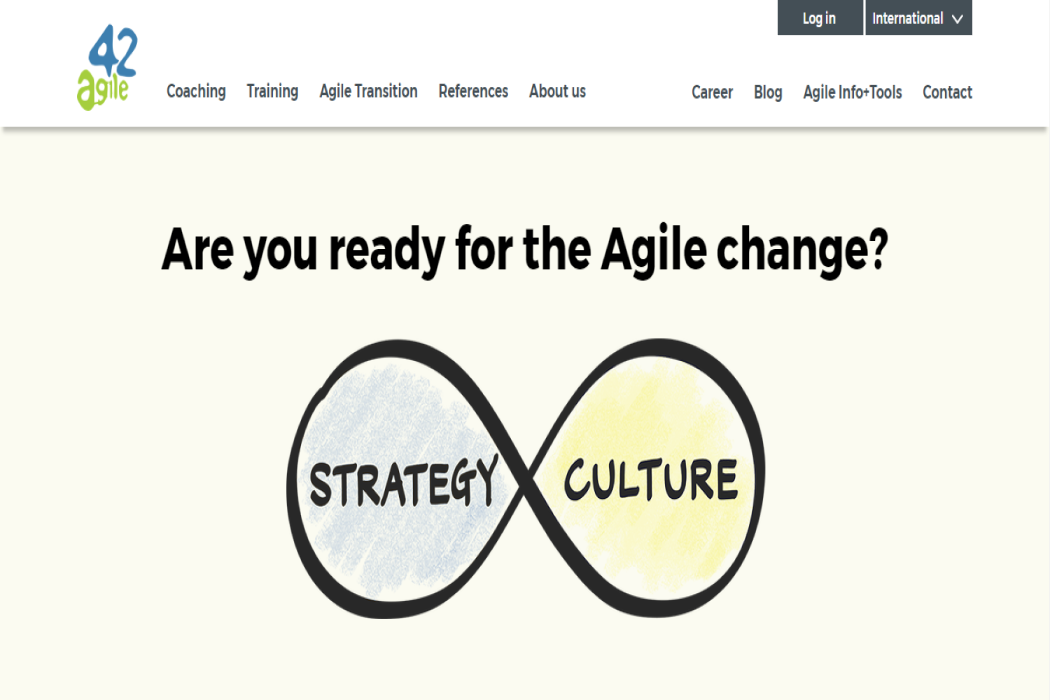 Log in
International
42
agile
Coaching Training Agile Transition References About us
Career Blog Agile Info+Tools Contact
Are you ready for the Agile change?
STRATEGY CULTURE